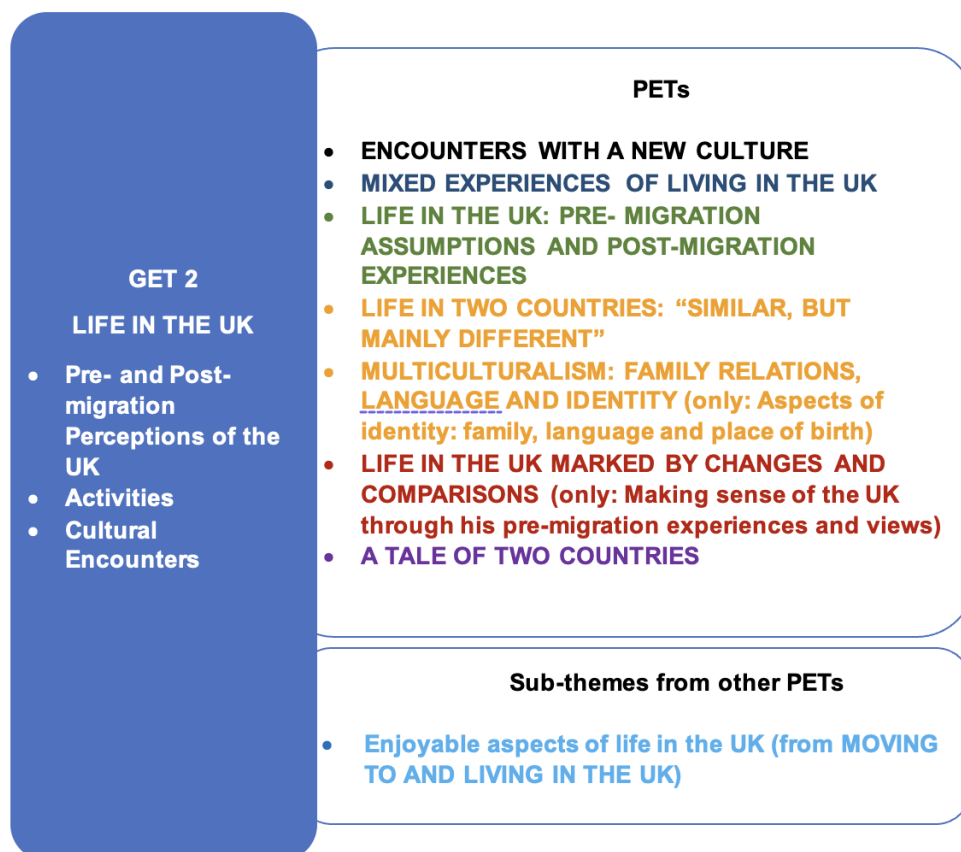 GET 2
LIFE IN THE UK
• Pre- and Post-
migration
Perceptions of the
UK
• Activities
• Cultural
Encounters
PETs
• ENCOUNTERS WITH A NEW CULTURE
• MIXED EXPERIENCES OF LIVING IN THE UK
• LIFE IN THE UK: PRE- MIGRATION
ASSUMPTIONS AND POST-MIGRATION
EXPERIENCES
• LIFE IN TWO COUNTRIES: “SIMILAR, BUT
MAINLY DIFFERENT”
• MULTICULTURALISM: FAMILY RELATIONS,
LANGUAGE AND IDENTITY (only: Aspects of
identity: family, language and place of birth)
• LIFE IN THE UK MARKED BY CHANGES AND
COMPARISONS (only: Making sense of the UK
through his pre-migration experiences and views)
• A TALE OF TWO COUNTRIES
Sub-themes from other PETs
• Enjoyable aspects of life in the UK (from MOVING
TO AND LIVING IN THE UK)